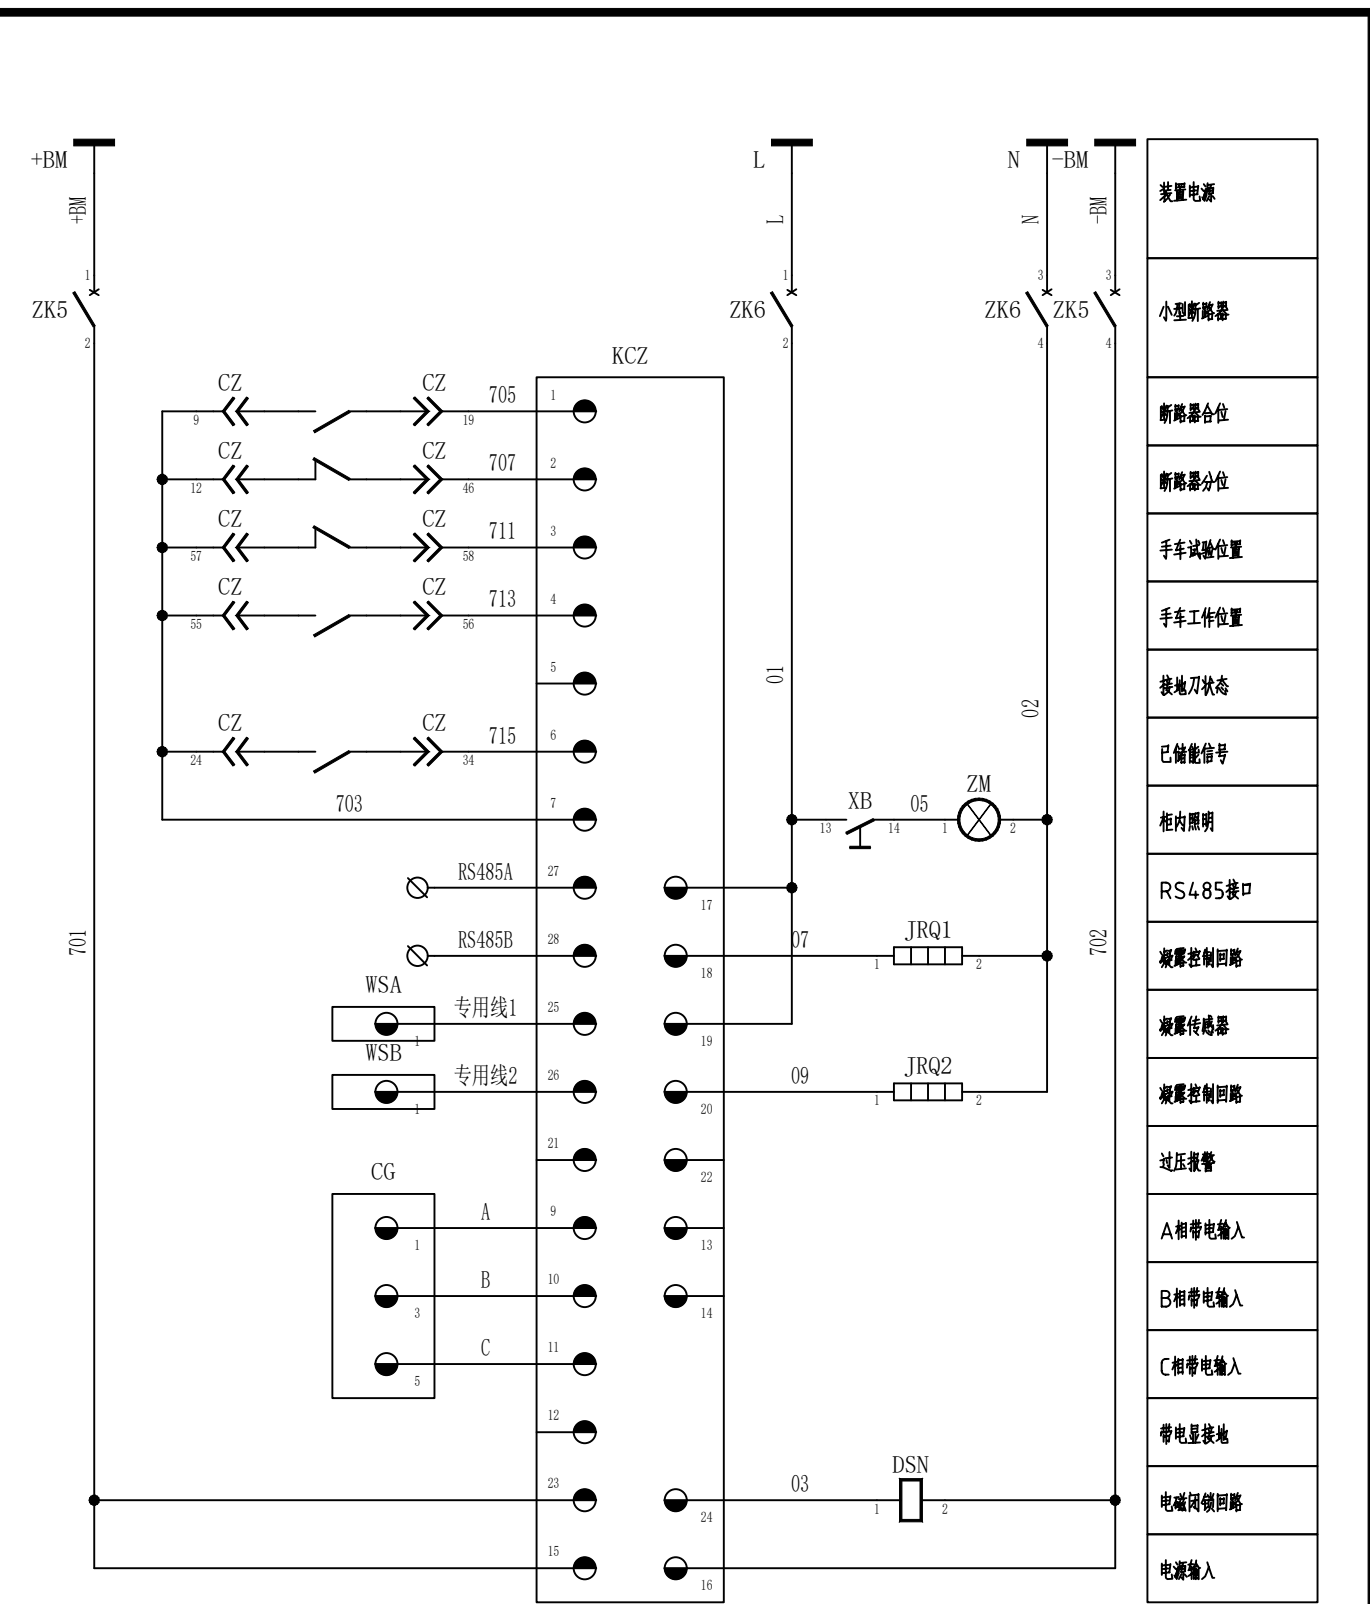 +BM L N -BM
+BM L N -BM
装置电源
1 1 3 3
ZK5 ZK6 ZK6 ZK5
小型断路器
2 2 4 4
KCZ
CZ CZ 705 1
9 19
断路器合位
CZ CZ 707 2
12 46
断路器分位
CZ CZ 711 3
57 58
手车试验位置
CZ CZ 713 4
55 56
手车工作位置
5
01
02
接地刀状态
CZ CZ 715 6
24 34
已储能信号
703 7
XB 05 ZM
13 14 1 2
柜内照明
RS485A 27
17
RS485接口
701
702
RS485B 28
18
07 JRQ1
1 2
凝露控制回路
WSA
1
专用线1 25
19
凝露传感器
WSB
1
专用线2 26
20
09 JRQ2
1 2
凝露控制回路
21
22
过压报警
CG
1
A 9
13
A相带电输入
3
B 10
14
B相带电输入
5
C 11
C相带电输入
12
带电显接地
23
24
03 DSN
1 2
电磁闭锁回路
15
16
电源输入